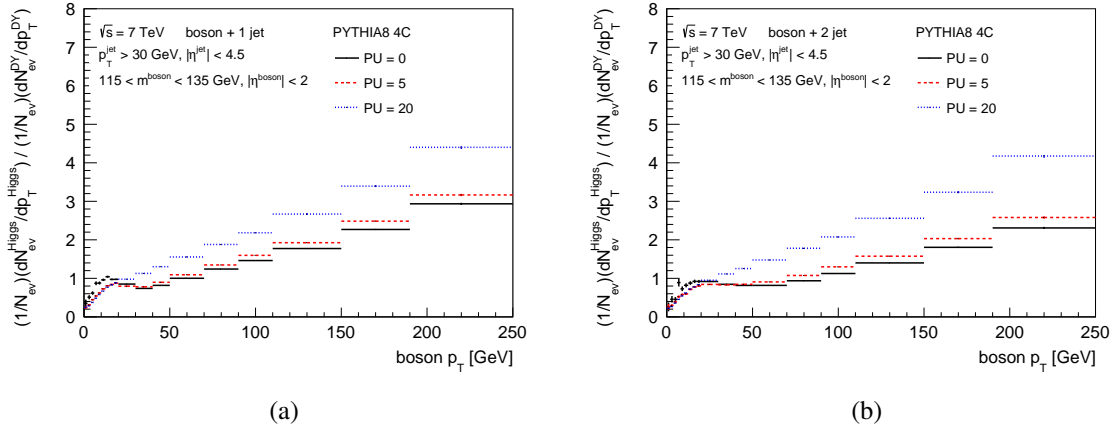 (1/N_ev)(dN_ev^Higgs/dp_T^Higgs) / (1/N_ev)(dN_ev^DY/dp_T^DY)
8
7
6
5
4
3
2
1
0
√s = 7 TeV boson + 1 jet
p_T^jet > 30 GeV, |η^jet| < 4.5
115 < m^boson < 135 GeV, |η^boson| < 2
PYTHIA8 4C
PU = 0
PU = 5
PU = 20
0 50 100 150 200 250
boson p_T [GeV]
(a)
(1/N_ev)(dN_ev^Higgs/dp_T^Higgs) / (1/N_ev)(dN_ev^DY/dp_T^DY)
8
7
6
5
4
3
2
1
0
√s = 7 TeV boson + 2 jet
p_T^jet > 30 GeV, |η^jet| < 4.5
115 < m^boson < 135 GeV, |η^boson| < 2
PYTHIA8 4C
PU = 0
PU = 5
PU = 20
0 50 100 150 200 250
boson p_T [GeV]
(b)